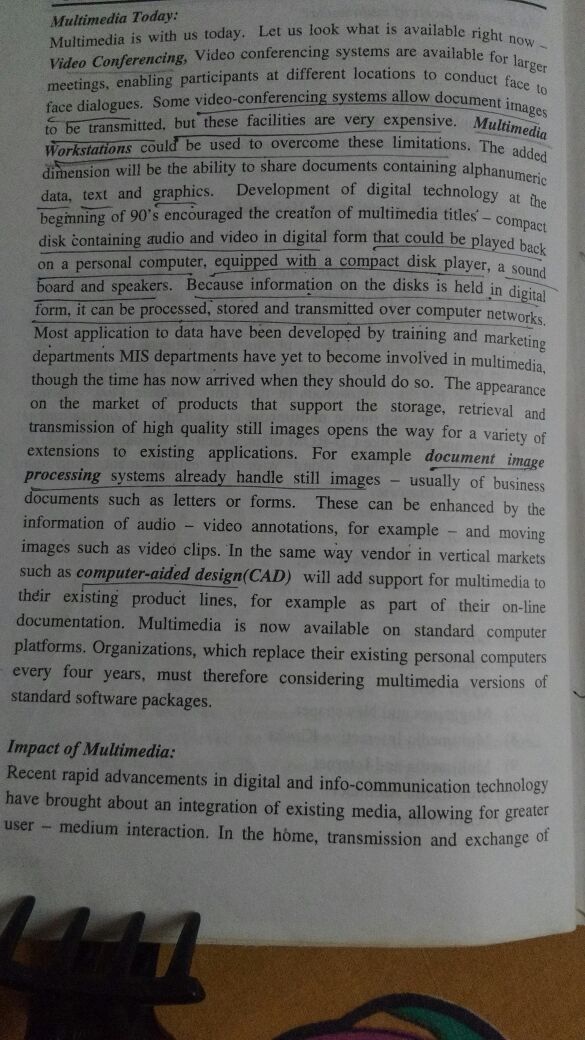 Multimedia Today:
Multimedia is with us today. Let us look what is available right now –
Video Conferencing, Video conferencing systems are available for larger
meetings, enabling participants at different locations to conduct face to
face dialogues. Some video-conferencing systems allow document images
to be transmitted, but these facilities are very expensive. Multimedia
Workstations could be used to overcome these limitations. The added
dimension will be the ability to share documents containing alphanumeric
data, text and graphics. Development of digital technology at the
beginning of 90's encouraged the creation of multimedia titles – compact
disk containing audio and video in digital form that could be played back
on a personal computer, equipped with a compact disk player, a sound
board and speakers. Because information on the disks is held in digital
form, it can be processed, stored and transmitted over computer networks.
Most application to data have been developed by training and marketing
departments MIS departments have yet to become involved in multimedia,
though the time has now arrived when they should do so. The appearance
on the market of products that support the storage, retrieval and
transmission of high quality still images opens the way for a variety of
extensions to existing applications. For example document image
processing systems already handle still images – usually of business
documents such as letters or forms. These can be enhanced by the
information of audio – video annotations, for example – and moving
images such as video clips. In the same way vendor in vertical markets
such as computer-aided design(CAD) will add support for multimedia to
their existing product lines, for example as part of their on-line
documentation. Multimedia is now available on standard computer
platforms. Organizations, which replace their existing personal computers
every four years, must therefore considering multimedia versions of
standard software packages.
Impact of Multimedia:
Recent rapid advancements in digital and info-communication technology
have brought about an integration of existing media, allowing for greater
user – medium interaction. In the home, transmission and exchange of